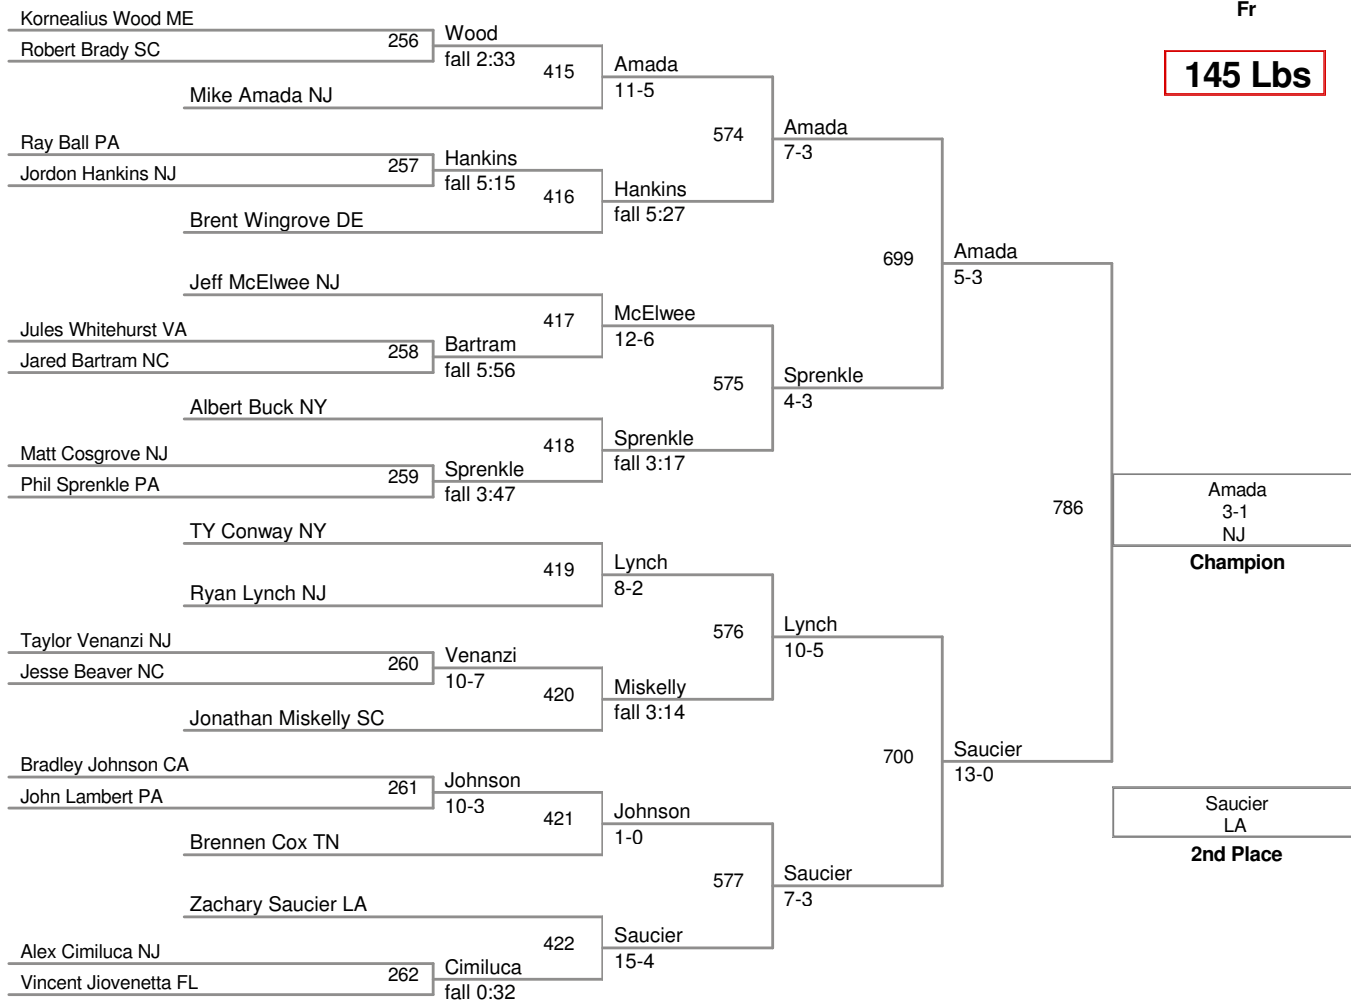 Fr
145 Lbs
Kornealius Wood ME
256
Robert Brady SC
Wood
fall 2:33
415
Mike Amada NJ
Amada
11-5
Ray Ball PA
257
Jordon Hankins NJ
Hankins
fall 5:15
416
Brent Wingrove DE
Hankins
fall 5:27
574
Amada
7-3
Jeff McElwee NJ
417
Jules Whitehurst VA
258
Jared Bartram NC
Bartram
fall 5:56
McElwee
12-6
Albert Buck NY
418
Matt Cosgrove NJ
259
Phil Sprenkle PA
Sprenkle
fall 3:47
Sprenkle
fall 3:17
575
Sprenkle
4-3
699
Amada
5-3
TY Conway NY
419
Ryan Lynch NJ
Lynch
8-2
Taylor Venanzi NJ
260
Jesse Beaver NC
Venanzi
10-7
420
Jonathan Miskelly SC
Miskelly
fall 3:14
576
Lynch
10-5
Bradley Johnson CA
261
John Lambert PA
Johnson
10-3
421
Brennen Cox TN
Johnson
1-0
Zachary Saucier LA
422
Alex Cimiluca NJ
262
Vincent Jiovenetta FL
Cimiluca
fall 0:32
Saucier
15-4
577
Saucier
7-3
700
Saucier
13-0
786
Amada
3-1
NJ
Champion
Saucier
LA
2nd Place